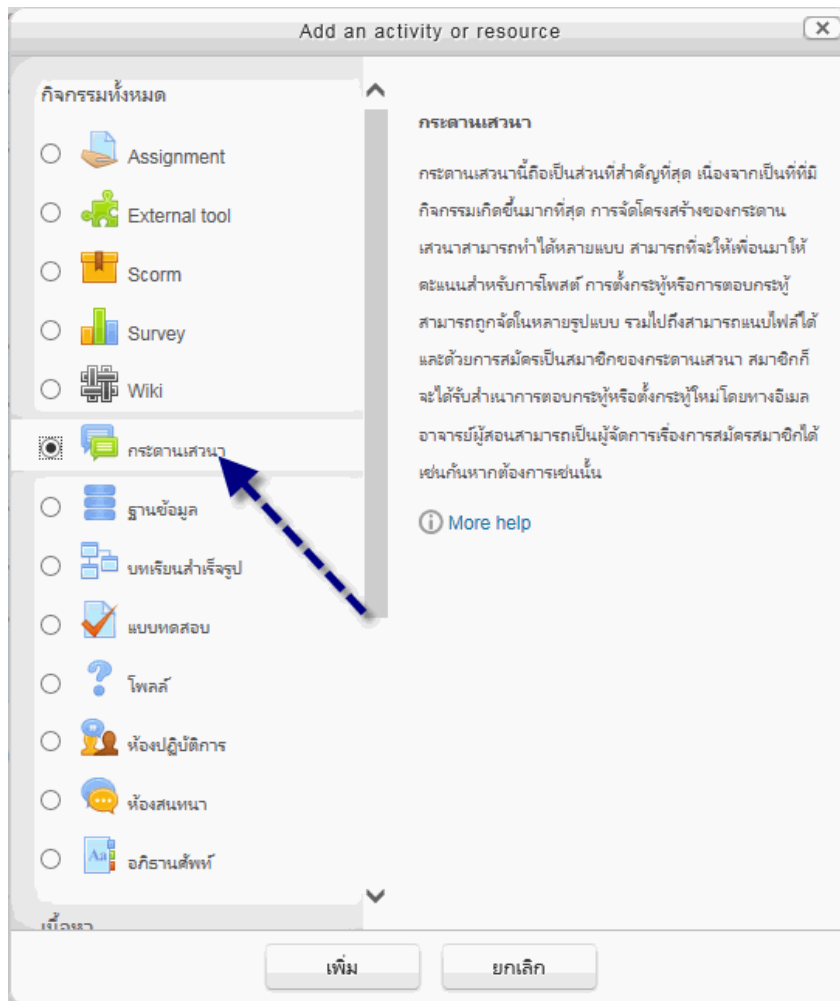 Add an activity or resource
กิจกรรมทั้งหมด
Assignment
External tool
Scorm
Survey
Wiki
กระดานเสวนา
ฐานข้อมูล
บทเรียนสำเร็จรูป
แบบทดสอบ
โพลล์
ห้องปฏิบัติการ
ห้องสนทนา
อภิธานศัพท์
เนื้อหา
กระดานเสวนา
กระดานเสวนานี้ถือเป็นส่วนที่สำคัญที่สุด เนื่องจากเป็นที่ที่มี
กิจกรรมเกิดขึ้นมากที่สุด การจัดโครงสร้างของกระดาน
เสวนาสามารถทำได้หลายแบบ สามารถที่จะให้เพื่อนมาให้
คะแนนสำหรับการโพสต์ การตั้งกระทู้หรือการตอบกระทู้
สามารถถูกจัดในหลายรูปแบบ รวมไปถึงสามารถแนบไฟล์ได้
และด้วยการสมัครเป็นสมาชิกของกระดานเสวนา สมาชิกก็
จะได้รับสำเนาการตอบกระทู้หรือตั้งกระทู้ใหม่โดยทางอีเมล
อาจารย์ผู้สอนสามารถเป็นผู้จัดการเรื่องการสมัครสมาชิกได้
เช่นกันหากต้องการเช่นนั้น
More help
เพิ่ม
ยกเลิก